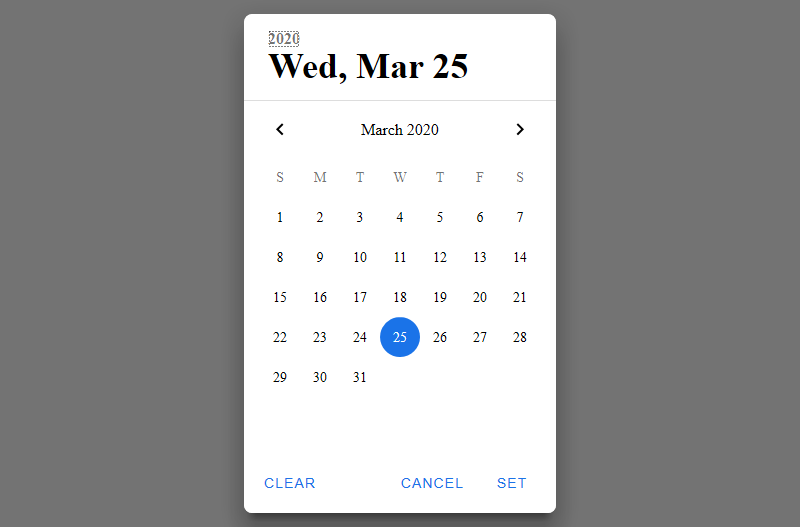 2020
Wed, Mar 25
March 2020
S M T W T F S
1 2 3 4 5 6 7
8 9 10 11 12 13 14
15 16 17 18 19 20 21
22 23 24 25 26 27 28
29 30 31
CLEAR CANCEL SET